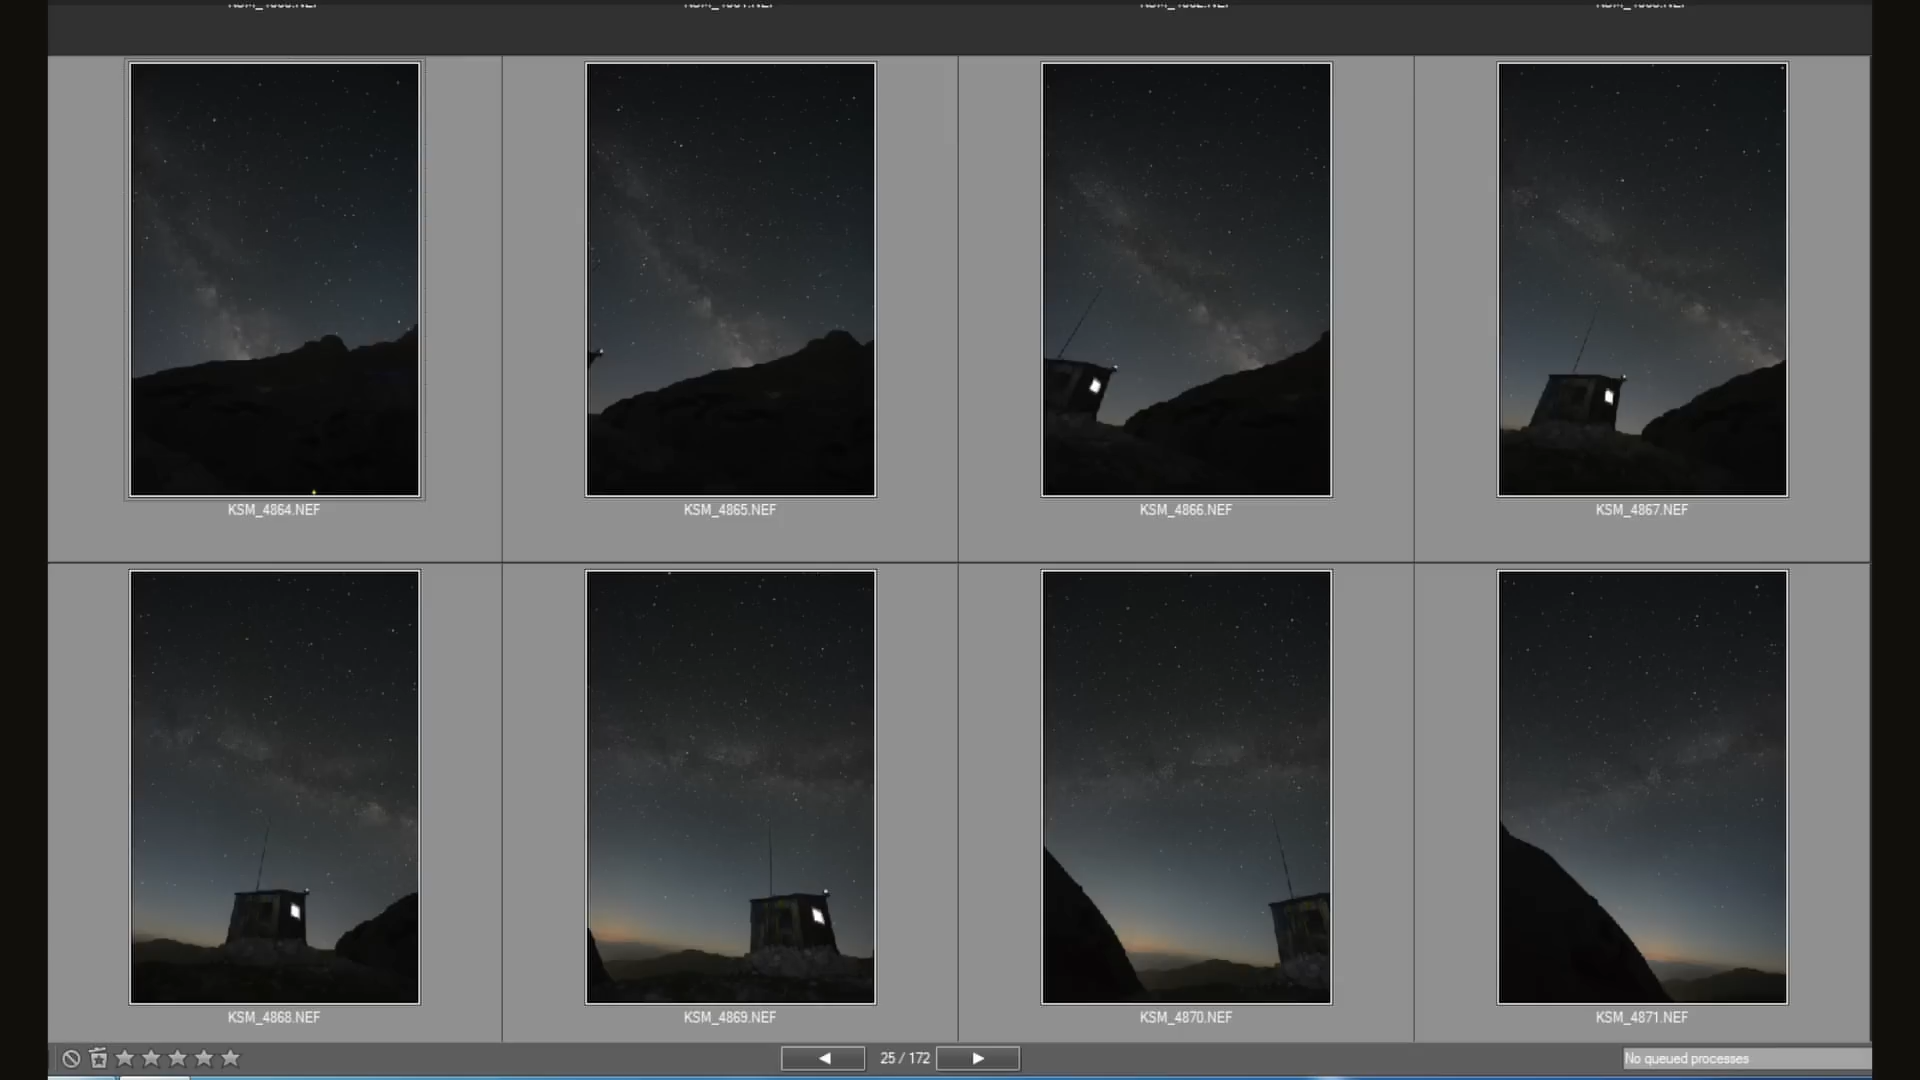 KSM_4864.NEF
KSM_4865.NEF
KSM_4866.NEF
KSM_4867.NEF
KSM_4868.NEF
KSM_4869.NEF
KSM_4870.NEF
KSM_4871.NEF
25 / 172
No queued processes